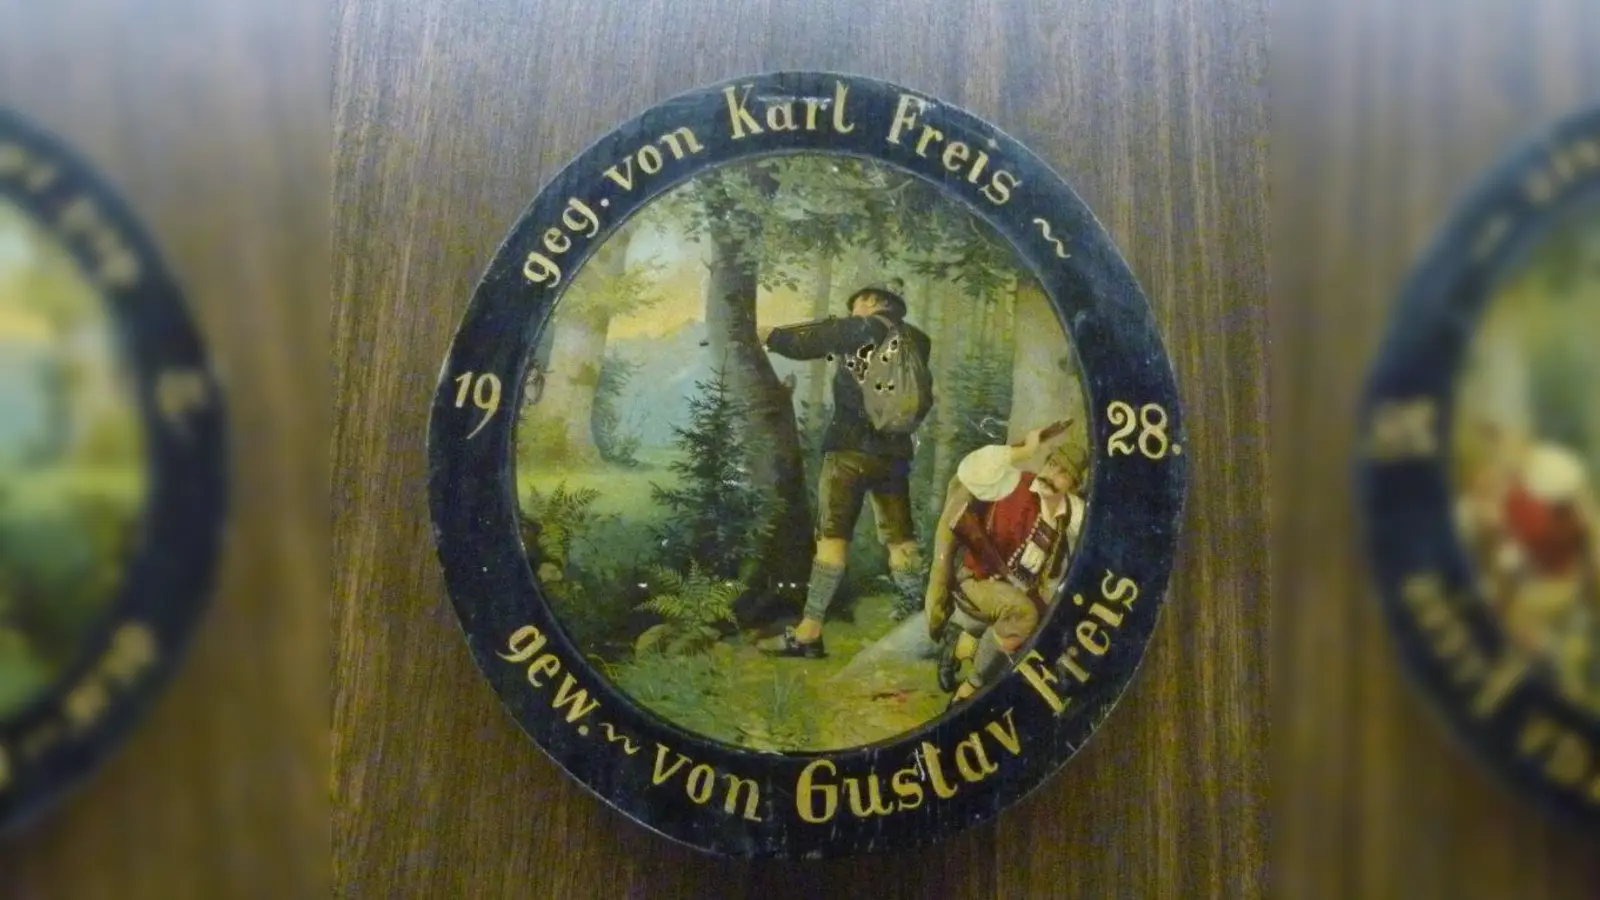 geg. von Karl Freis ~
19 28.
gew. ~ von Gustav Freis